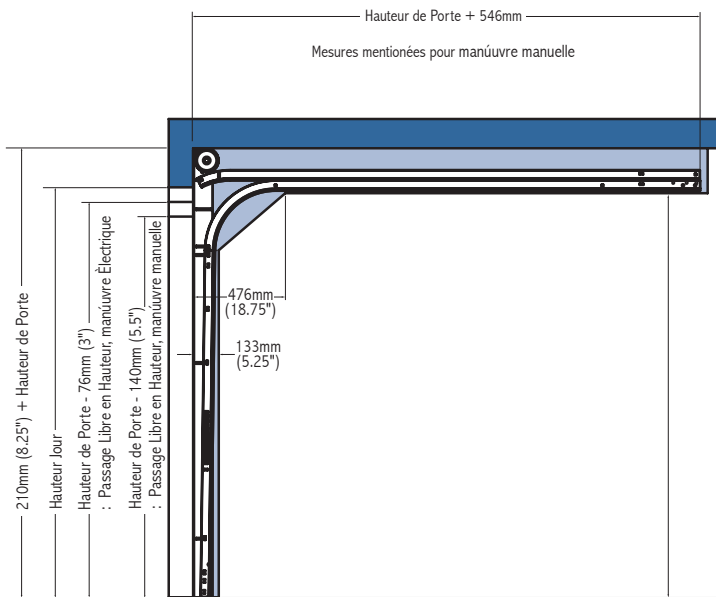 Hauteur de Porte + 546mm
Mesures mentionées pour manúuvre manuelle
476mm
(18.75")
133mm
(5.25")
210mm (8.25") + Hauteur de Porte
Hauteur Jour
Hauteur de Porte - 76mm (3")
: Passage Libre en Hauteur, manúuvre Èlectrique
Hauteur de Porte - 140mm (5.5")
: Passage Libre en Hauteur, manúuvre manuelle